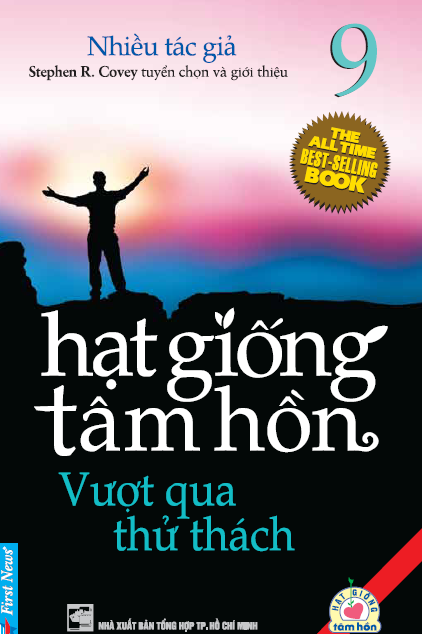 Nhiều tác giả
Stephen R. Covey tuyển chọn và giới thiệu
9
THE
ALL TIME
BEST-SELLING
BOOK
hạt giống
tâm hồn
Vượt qua
thử thách
First News
NHÀ XUẤT BẢN TỔNG HỢP TP. HỒ CHÍ MINH
HẠT GIỐNG
tâm hồn